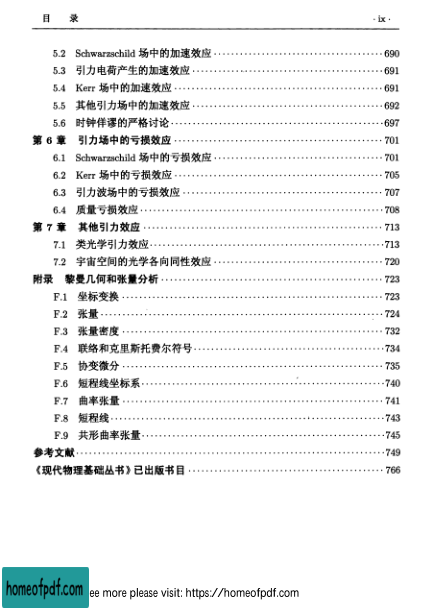 目 录 · ix ·
5.2 Schwarzschild 场中的加速效应 690
5.3 引力电荷产生的加速效应 691
5.4 Kerr 场中的加速效应 691
5.5 其他引力场中的加速效应 692
5.6 时钟佯谬的严格讨论 697
第 6 章 引力场中的亏损效应 701
6.1 Schwarzschild 场中的亏损效应 701
6.2 Kerr 场中的亏损效应 705
6.3 引力波场中的亏损效应 707
6.4 质量亏损效应 708
第 7 章 其他引力效应 713
7.1 类光学引力效应 713
7.2 宇宙空间的光学各向同性效应 720
附录 黎曼几何和张量分析 723
F.1 坐标变换 723
F.2 张量 724
F.3 张量密度 732
F.4 联络和克里斯托费尔符号 734
F.5 协变微分 735
F.6 短程线坐标系 740
F.7 曲率张量 741
F.8 短程线 743
F.9 共形曲率张量 745
参考文献 749
《现代物理基础丛书》已出版书目 766
homeofpdf.com ee more please visit: https://homeofpdf.com